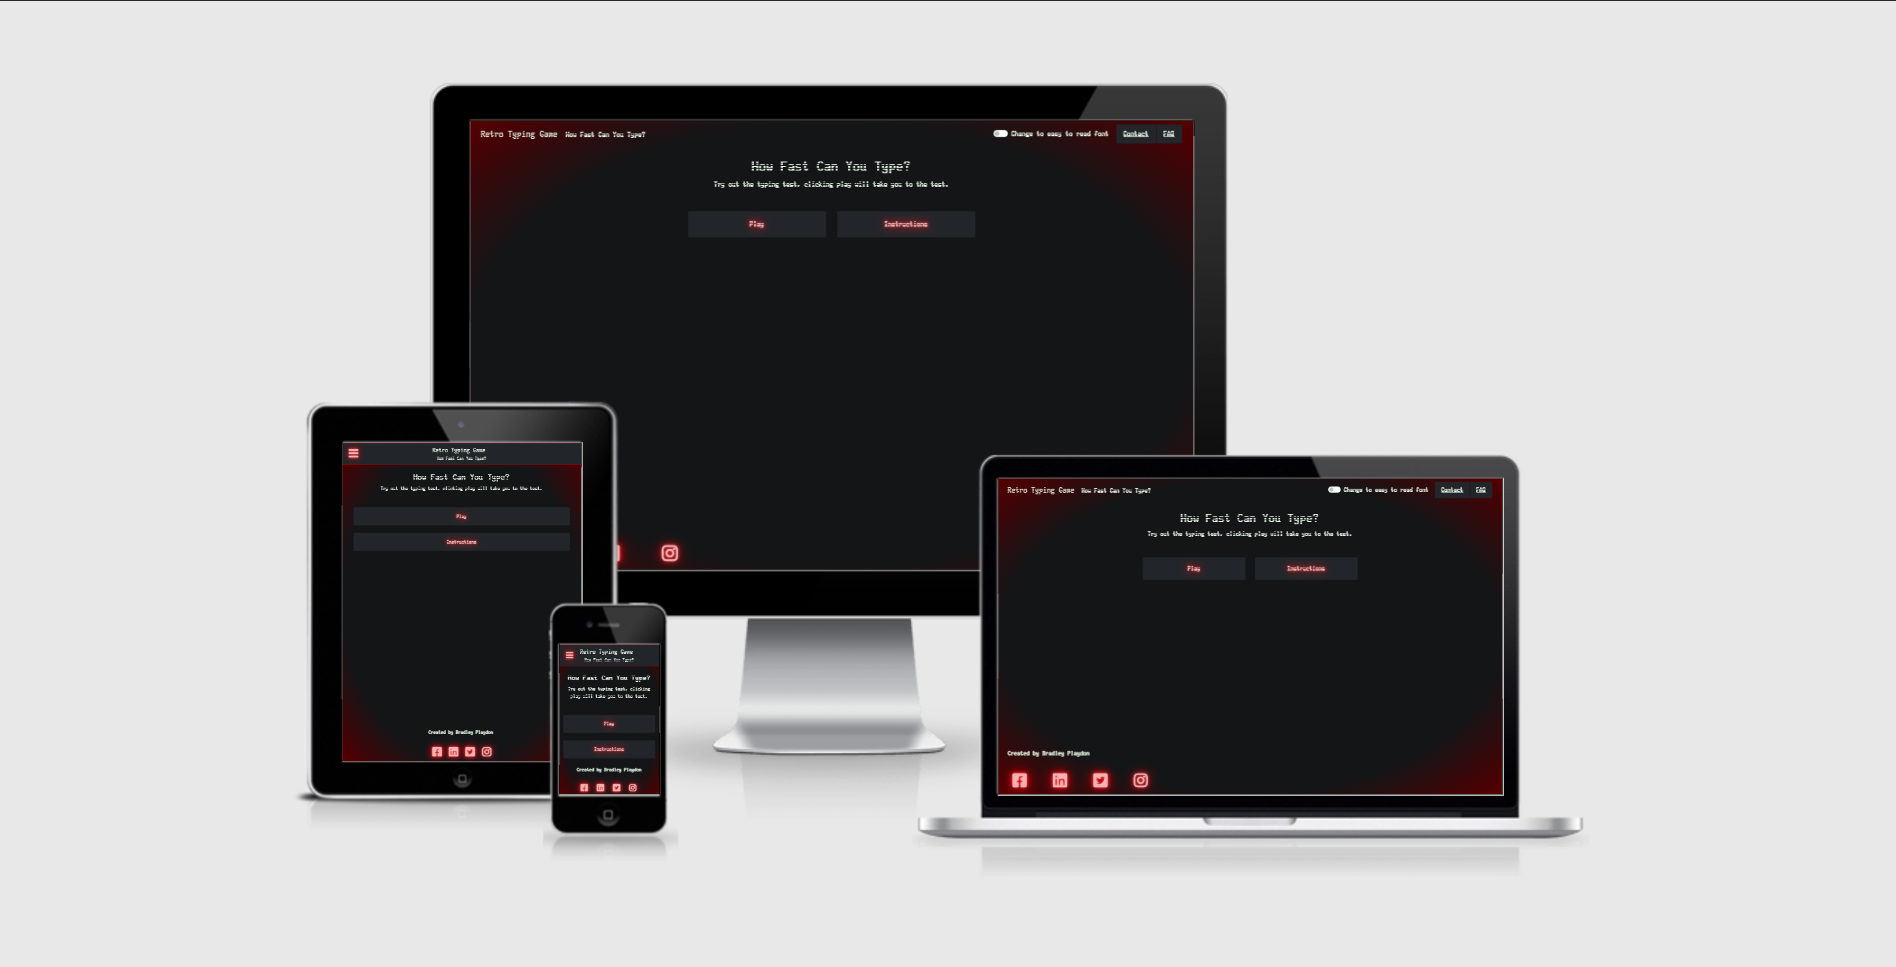 Retro Typing Game How Fast Can You Type? Change to easy to read font Contact FAQ
How Fast Can You Type?
Try out the typing test, clicking play will take you to the test.
Play Instructions
Retro Typing Game
How Fast Can You Type?
How Fast Can You Type?
Try out the typing test, clicking play will take you to the test.
Play
Instructions
Created by Bradley Playdon
Retro Typing Game
How Fast Can You Type?
How Fast Can You Type?
Try out the typing test, clicking
play will take you to the test.
Play
Instructions
Created by Bradley Playdon
Retro Typing Game How Fast Can You Type? Change to easy to read font Contact FAQ
How Fast Can You Type?
Try out the typing test, clicking play will take you to the test.
Play Instructions
Created by Bradley Playdon